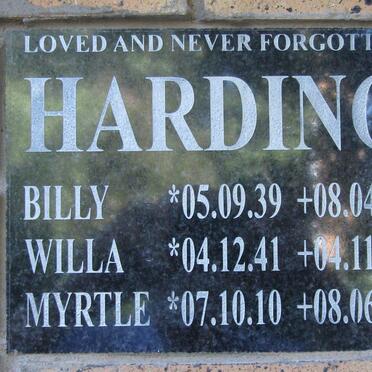 LOVED AND NEVER FORGOTT
HARDING
BILLY *05.09.39 +08.04
WILLA *04.12.41 +04.11
MYRTLE *07.10.10 +08.06